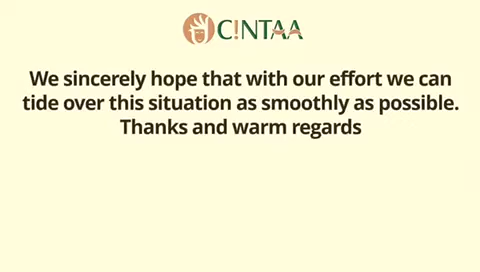 C!NTAA
We sincerely hope that with our effort we can
tide over this situation as smoothly as possible.
Thanks and warm regards